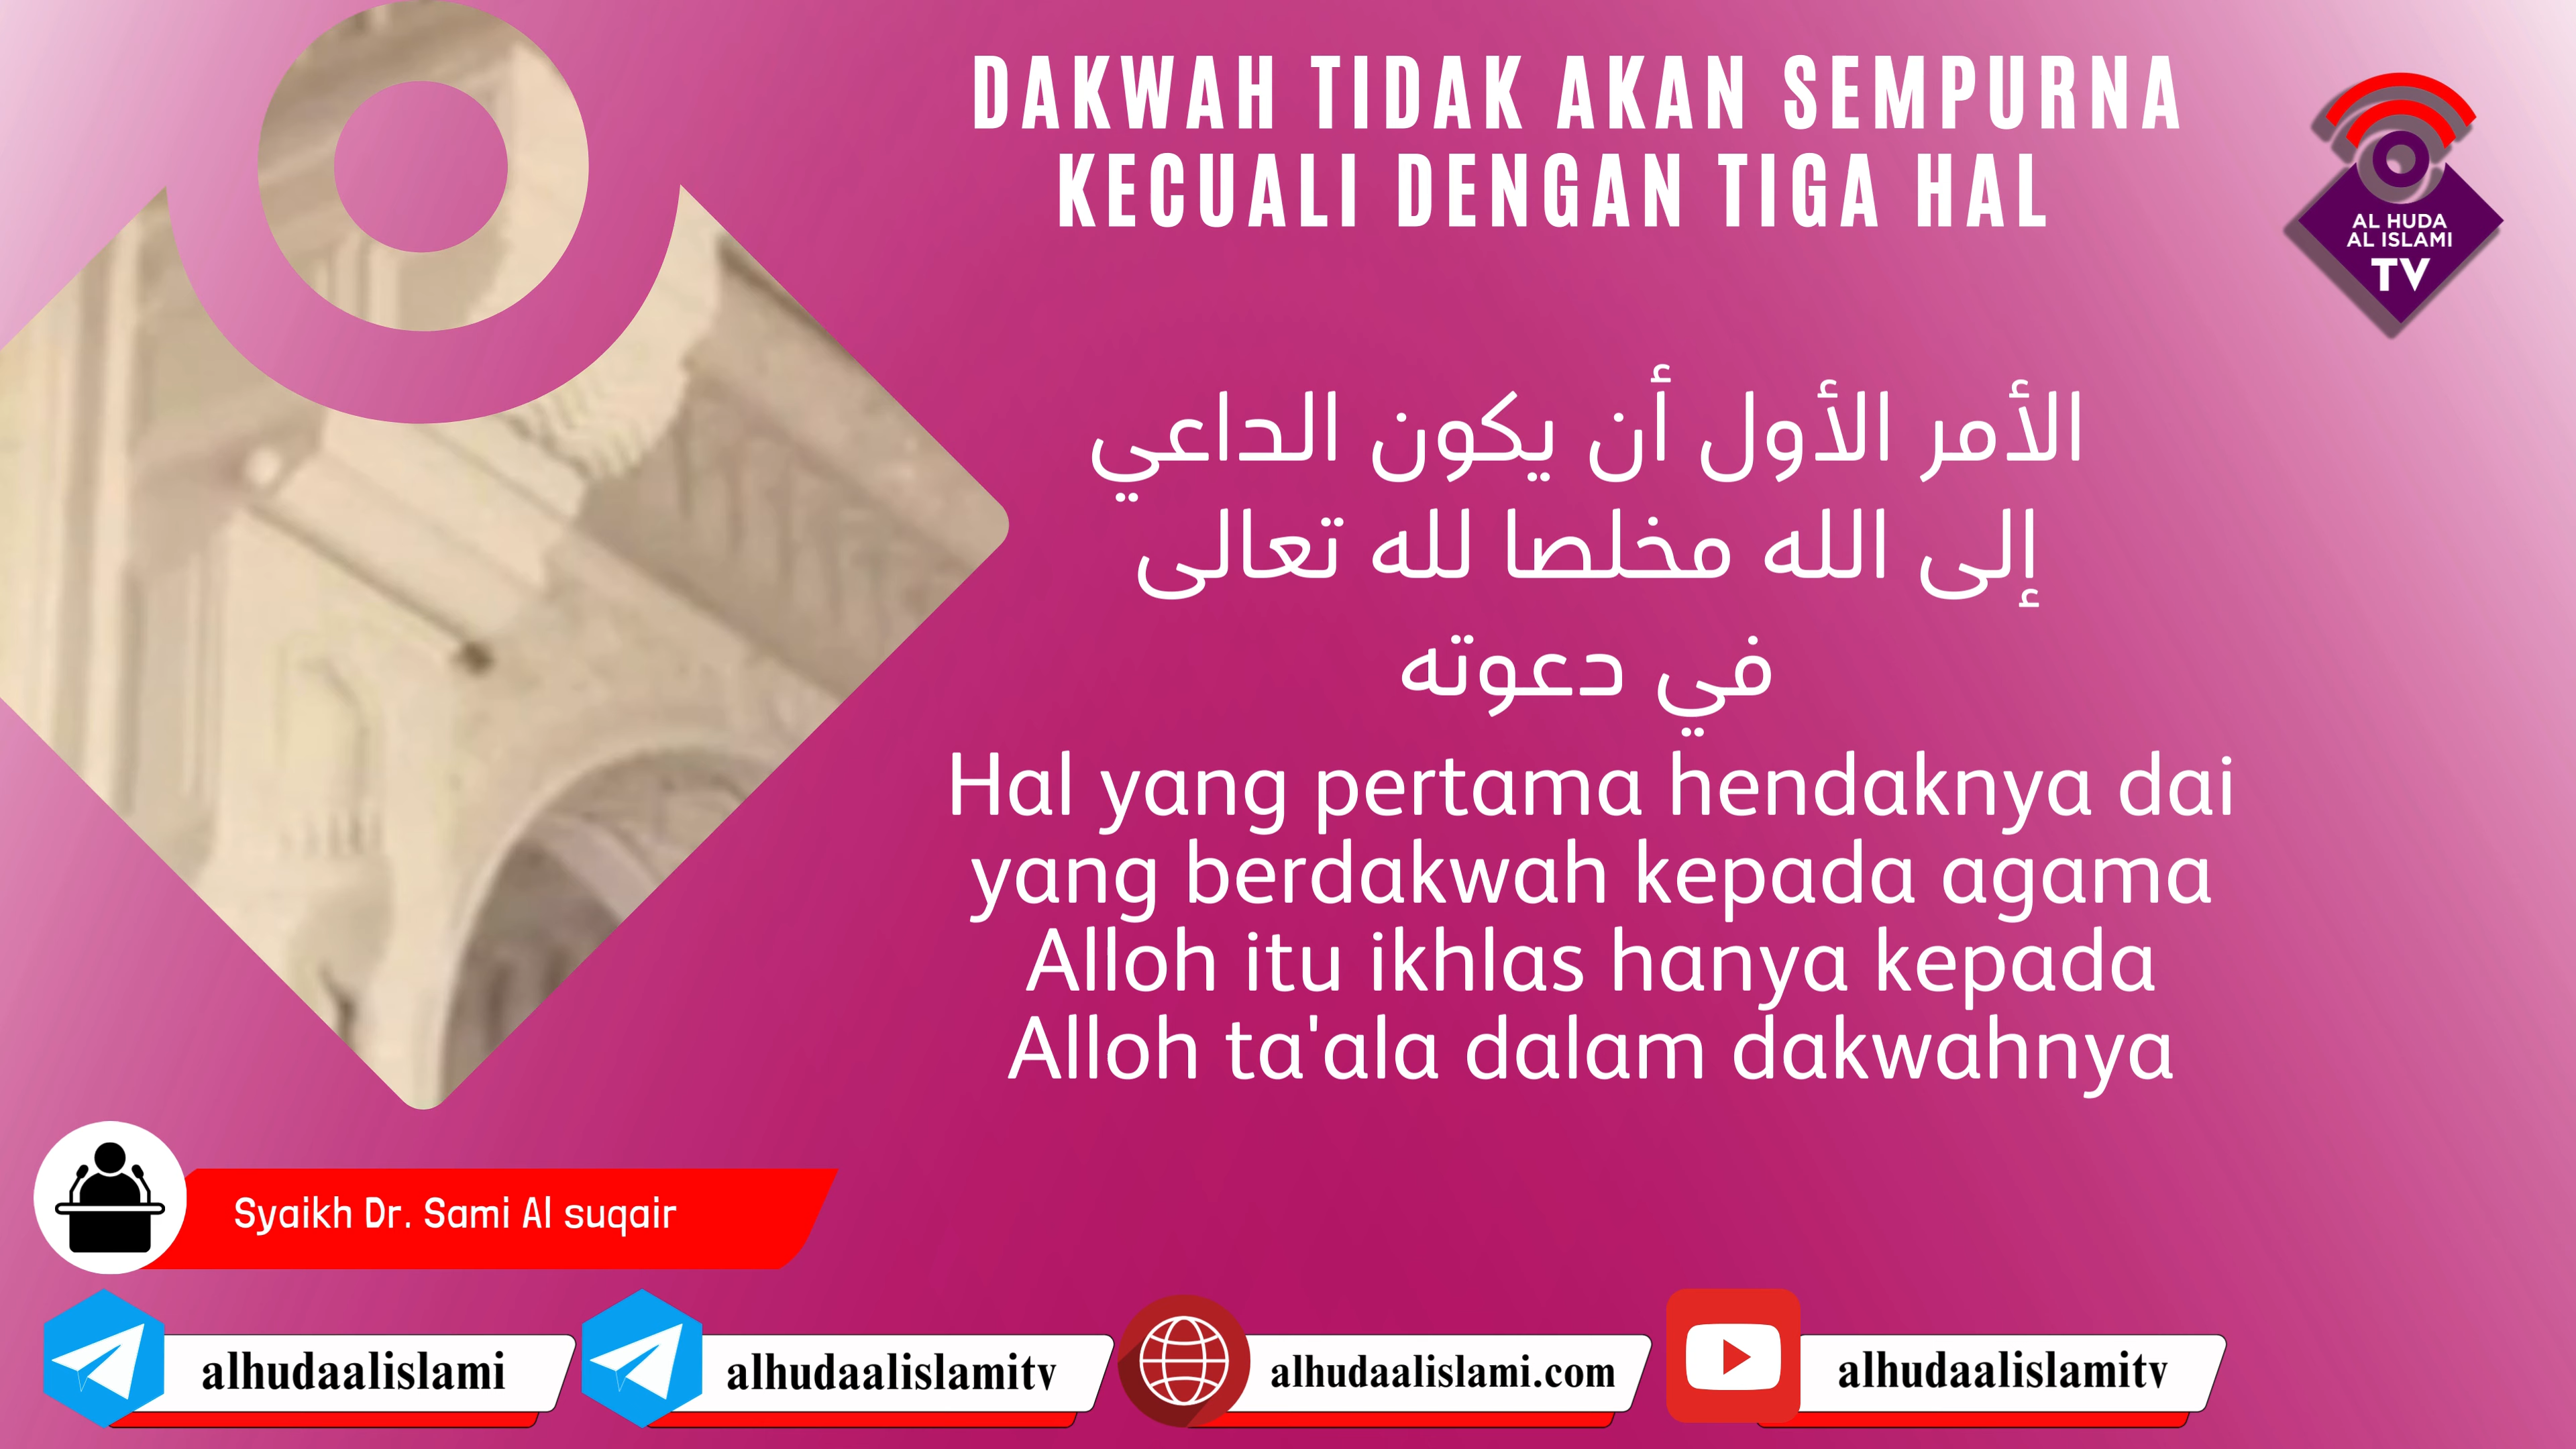 DAKWAH TIDAK AKAN SEMPURNA
KECUALI DENGAN TIGA HAL
AL HUDA
AL ISLAMI
TV
الأمر الأول أن يكون الداعي
إلى الله مخلصا لله تعالى
في دعوته
Hal yang pertama hendaknya dai
yang berdakwah kepada agama
Alloh itu ikhlas hanya kepada
Alloh ta'ala dalam dakwahnya
Syaikh Dr. Sami Al suqair
alhudaalislami
alhudaalislamitv
alhudaalislami.com
alhudaalislamitv